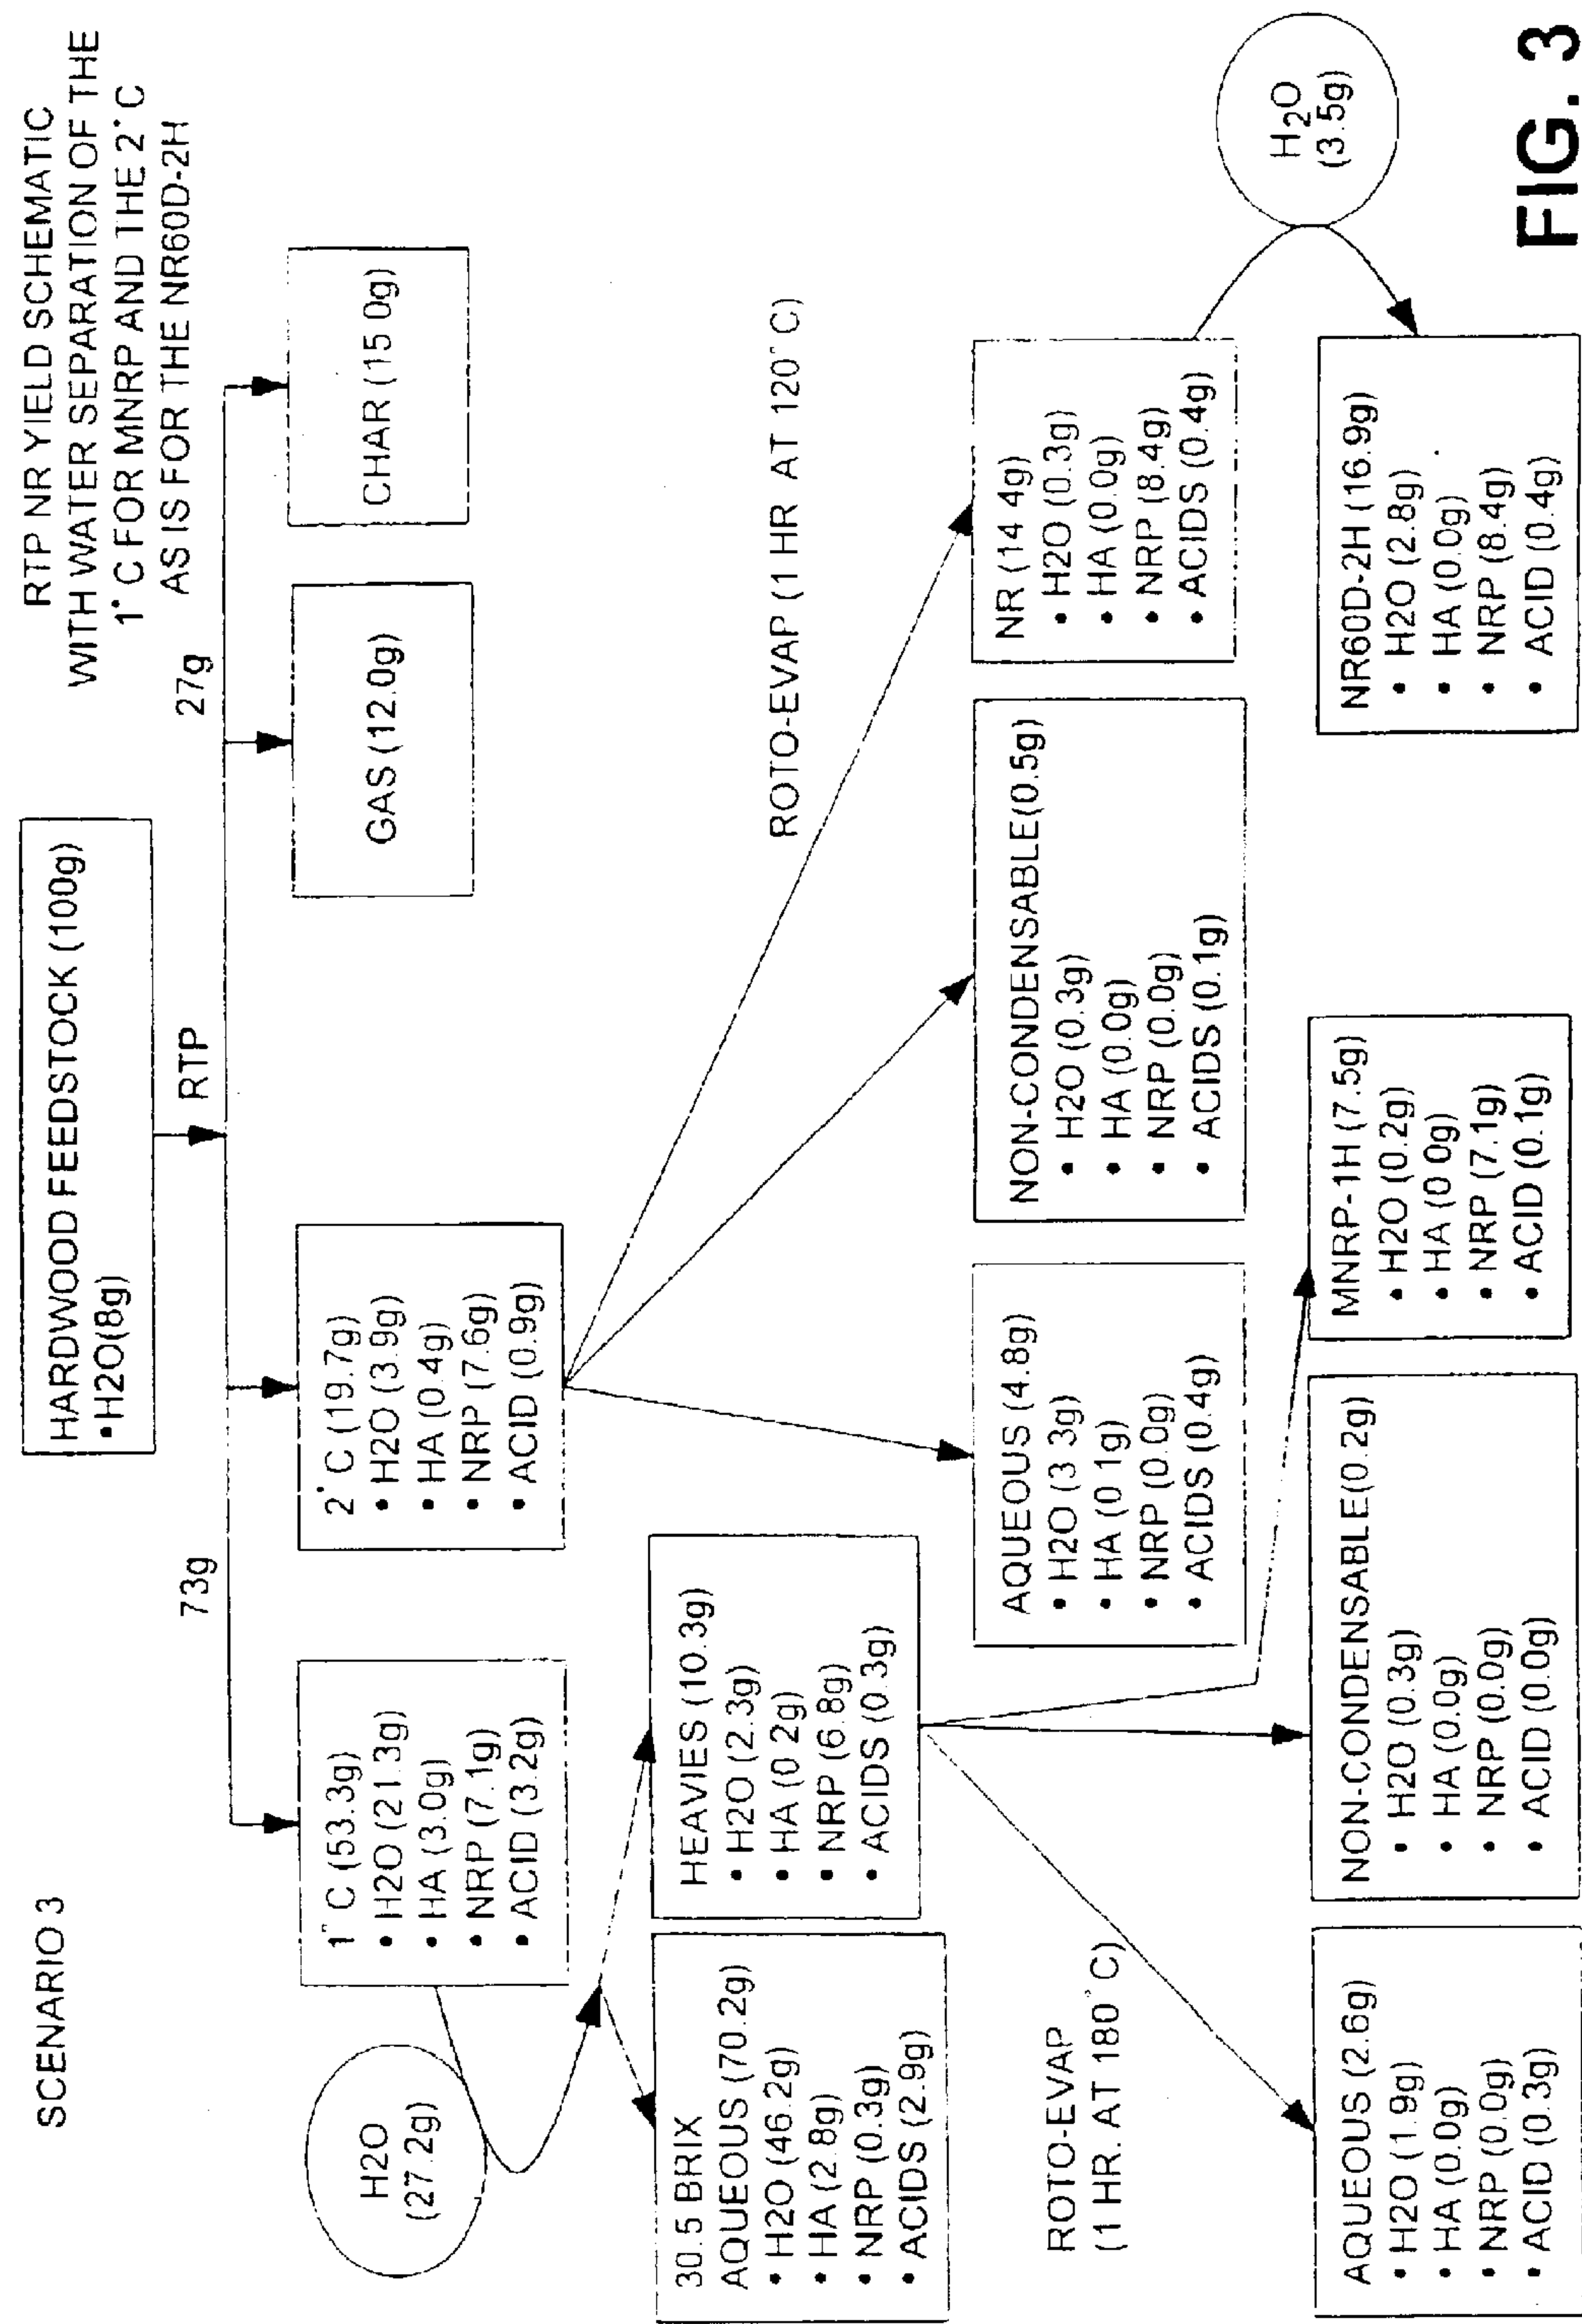 SCENARIO 3
RTP NR YIELD SCHEMATIC
WITH WATER SEPARATION OF THE
1° C FOR MNRP AND THE 2° C
AS IS FOR THE NR60D-2H
HARDWOOD FEEDSTOCK (100g)
•H2O(8g)
RTP
73g
27g
1° C (53.3g)
• H2O (21.3g)
• HA (3.0g)
• NRP (7.1g)
• ACID (3.2g)
2° C (19.7g)
• H2O (3.9g)
• HA (0.4g)
• NRP (7.6g)
• ACID (0.9g)
GAS (12.0g)
CHAR (15 0g)
H2O
(27.2g)
30.5 BRIX
AQUEOUS (70.2g)
• H2O (46.2g)
• HA (2.8g)
• NRP (0.3g)
• ACIDS (2.9g)
HEAVIES (10.3g)
• H2O (2.3g)
• HA (0 2g)
• NRP (6.8g)
• ACIDS (0.3g)
ROTO-EVAP (1 HR AT 120° C)
AQUEOUS (4.8g)
• H2O (3 3g)
• HA (0 1g)
• NRP (0.0g)
• ACIDS (0.4g)
NON-CONDENSABLE(0.5g)
• H2O (0.3g)
• HA (0.0g)
• NRP (0.0g)
• ACIDS (0.1g)
NR (14 4g)
• H2O (0.3g)
• HA (0.0g)
• NRP (8.4g)
• ACIDS (0.4g)
H2O
(3.5g)
ROTO-EVAP
(1 HR. AT 180° C)
AQUEOUS (2.6g)
• H2O (1.9g)
• HA (0.0g)
• NRP (0.0g)
• ACID (0.3g)
NON-CONDENSABLE(0.2g)
• H2O (0.3g)
• HA (0.0g)
• NRP (0.0g)
• ACID (0.0g)
MNRP-1H (7.5g)
• H2O (0.2g)
• HA (0 0g)
• NRP (7.1g)
• ACID (0.1g)
NR60D-2H (16.9g)
• H2O (2.8g)
• HA (0.0g)
• NRP (8.4g)
• ACID (0.4g)
FIG. 3